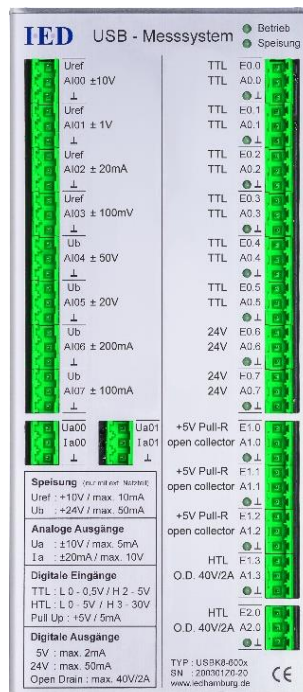 IED USB - Messsystem
Betrieb
Speisung
Uref
AI00 ±10V
⊥
Uref
AI01 ± 1V
⊥
Uref
AI02 ± 20mA
⊥
Uref
AI03 ± 100mV
⊥
Ub
AI04 ± 50V
⊥
Ub
AI05 ± 20V
⊥
Ub
AI06 ± 200mA
⊥
Ub
AI07 ± 100mA
⊥
Ua00
Ia00
⊥
Ua01
Ia01
⊥
TTL E0.0
TTL A0.0
⊥
TTL E0.1
TTL A0.1
⊥
TTL E0.2
TTL A0.2
⊥
TTL E0.3
TTL A0.3
⊥
TTL E0.4
TTL A0.4
⊥
TTL E0.5
TTL A0.5
⊥
24V E0.6
24V A0.6
⊥
24V E0.7
24V A0.7
⊥
+5V Pull-R E1.0
open collector A1.0
⊥
+5V Pull-R E1.1
open collector A1.1
⊥
+5V Pull-R E1.2
open collector A1.2
⊥
HTL E1.3
O.D. 40V/2A A1.3
⊥
HTL E2.0
O.D. 40V/2A A2.0
⊥
Speisung (nur mit ext. Netzteil)
Uref : +10V / max. 10mA
Ub : +24V / max. 50mA
Analoge Ausgänge
Ua : ±10V / max. 5mA
Ia : ±20mA / max. 10V
Digitale Eingänge
TTL : L 0 - 0,5V / H 2 - 5V
HTL : L 0 - 5V / H 3 - 30V
Pull Up : +5V / 5mA
Digitale Ausgänge
5V : max. 2mA
24V : max. 50mA
Open Drain : max. 40V/2A
TYP : USBK8-600x
SN : 20030120-20
www.iedhamburg.de
CE